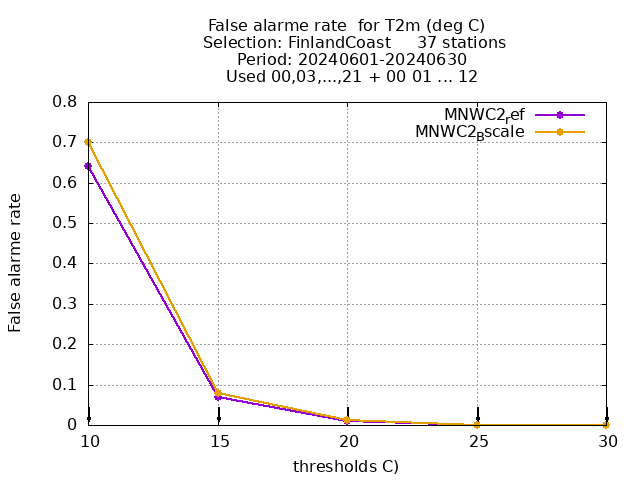 False alarme rate  for T2m (deg C)
Selection: FinlandCoast     37 stations
Period: 20240601-20240630
Used 00,03,...,21 + 00 01 ... 12
MNWC2ref
MNWC2Bscale
False alarme rate
0.8
0.7
0.6
0.5
0.4
0.3
0.2
0.1
0
10 15 20 25 30
thresholds C)